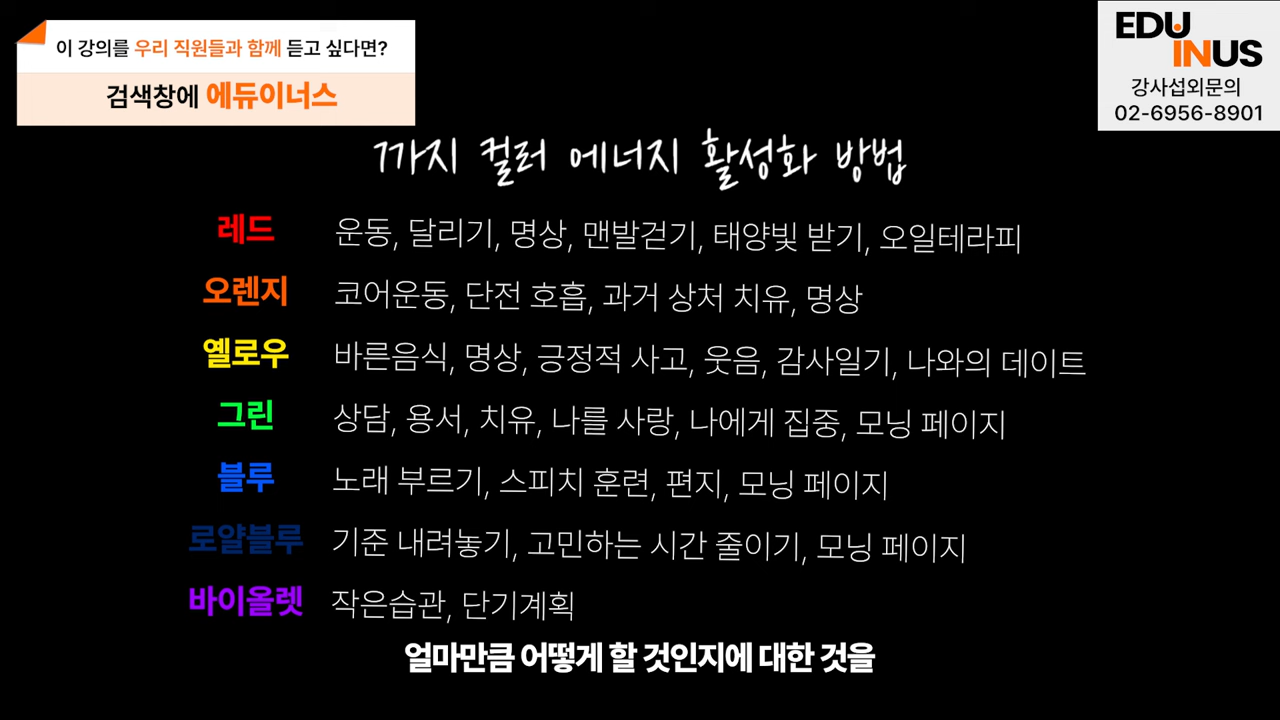 이 강의를 우리 직원들과 함께 듣고 싶다면?
검색창에 에듀이너스
EDU
INUS
강사섭외문의
02-6956-8901
7가지 컬러 에너지 활성화 방법
레드 운동, 달리기, 명상, 맨발걷기, 태양빛 받기, 오일테라피
오렌지 코어운동, 단전 호흡, 과거 상처 치유, 명상
옐로우 바른음식, 명상, 긍정적 사고, 웃음, 감사일기, 나와의 데이트
그린 상담, 용서, 치유, 나를 사랑, 나에게 집중, 모닝 페이지
블루 노래 부르기, 스피치 훈련, 편지, 모닝 페이지
로얄블루 기준 내려놓기, 고민하는 시간 줄이기, 모닝 페이지
바이올렛 작은습관, 단기계획
얼마만큼 어떻게 할 것인지에 대한 것을